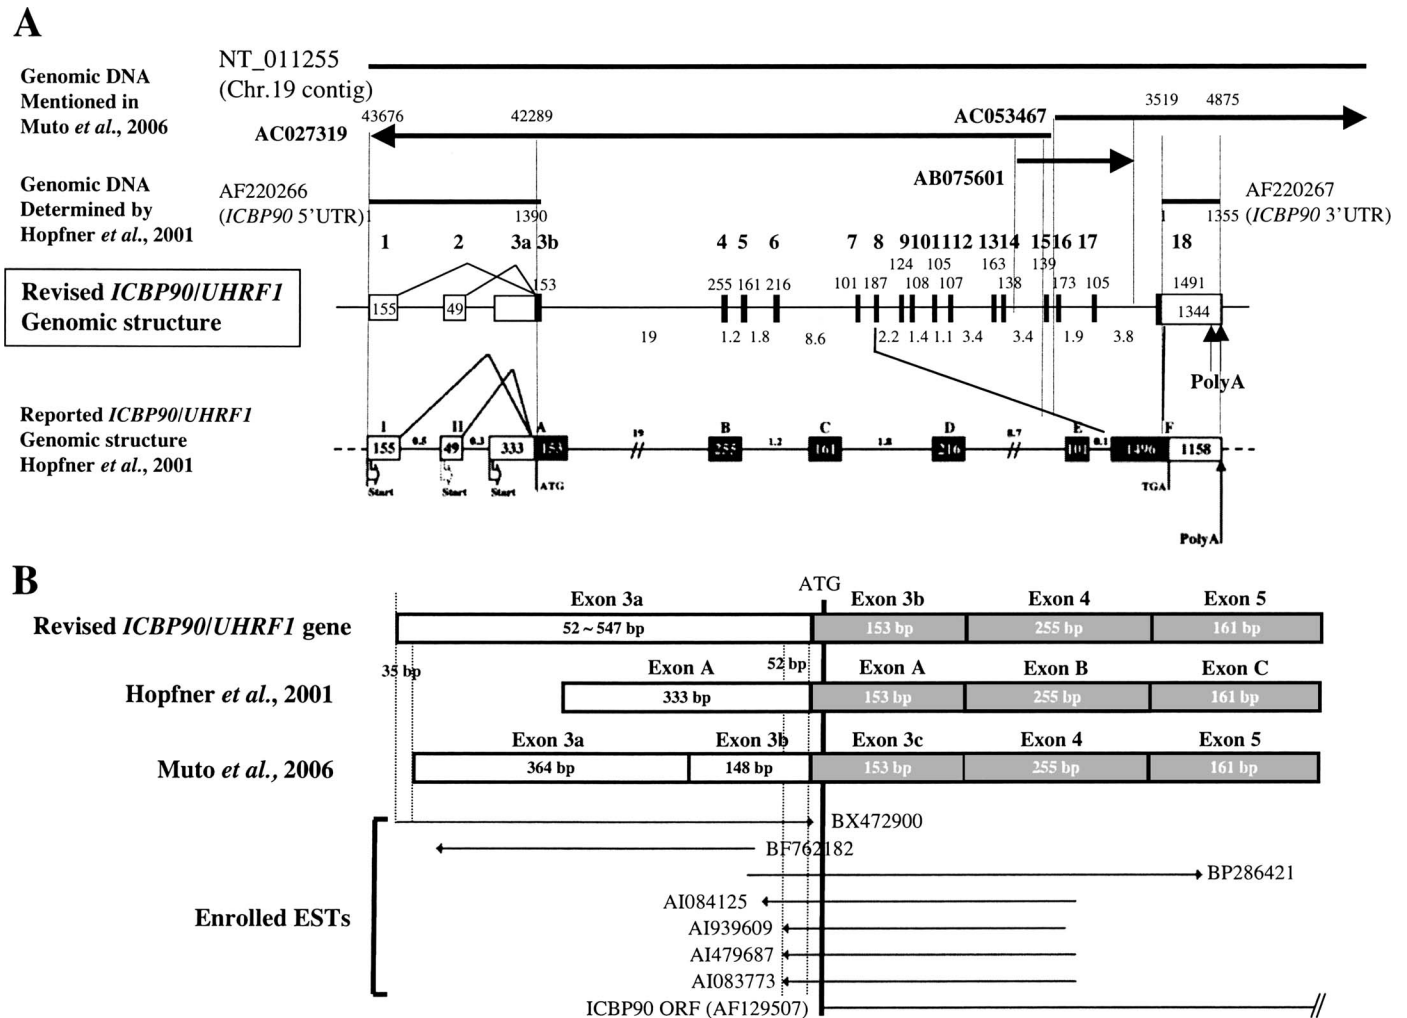 A
NT_011255
(Chr.19 contig)
Genomic DNA
Mentioned in
Muto et al., 2006
43676
42289
AC027319
AC053467
3519
4875
AB075601
Genomic DNA
Determined by
Hopfner et al., 2001
AF220266
(ICBP90 5’UTR)
1
1390
1
1355
AF220267
(ICBP90 3’UTR)
1 2 3a 3b 4 5 6 7 8 9 10 11 12 13 14 15 16 17 18
124 105 163 139
153 255 161 216 101 187 108 107 138 173 105 1491
Revised ICBP90/UHRF1
Genomic structure
155 49 1344
19 1.2 1.8 8.6 2.2 1.4 1.1 3.4 3.4 1.9 3.8
PolyA
Reported ICBP90/UHRF1
Genomic structure
Hopfner et al., 2001
I II A B C D E F
0.5 0.3 19 1.2 1.8 8.7 0.1
155 49 333 153 255 161 216 101 1496 1158
Start Start Start ATG TGA
PolyA
B
ATG
Exon 3a Exon 3b Exon 4 Exon 5
Revised ICBP90/UHRF1 gene
52 ~ 547 bp 153 bp 255 bp 161 bp
35 bp 52 bp
Exon A Exon A Exon B Exon C
Hopfner et al., 2001
333 bp 153 bp 255 bp 161 bp
Exon 3a Exon 3b Exon 3c Exon 4 Exon 5
Muto et al., 2006
364 bp 148 bp 153 bp 255 bp 161 bp
BX472900
BF762182
BP286421
AI084125
Enrolled ESTs
AI939609
AI479687
AI083773
ICBP90 ORF (AF129507)